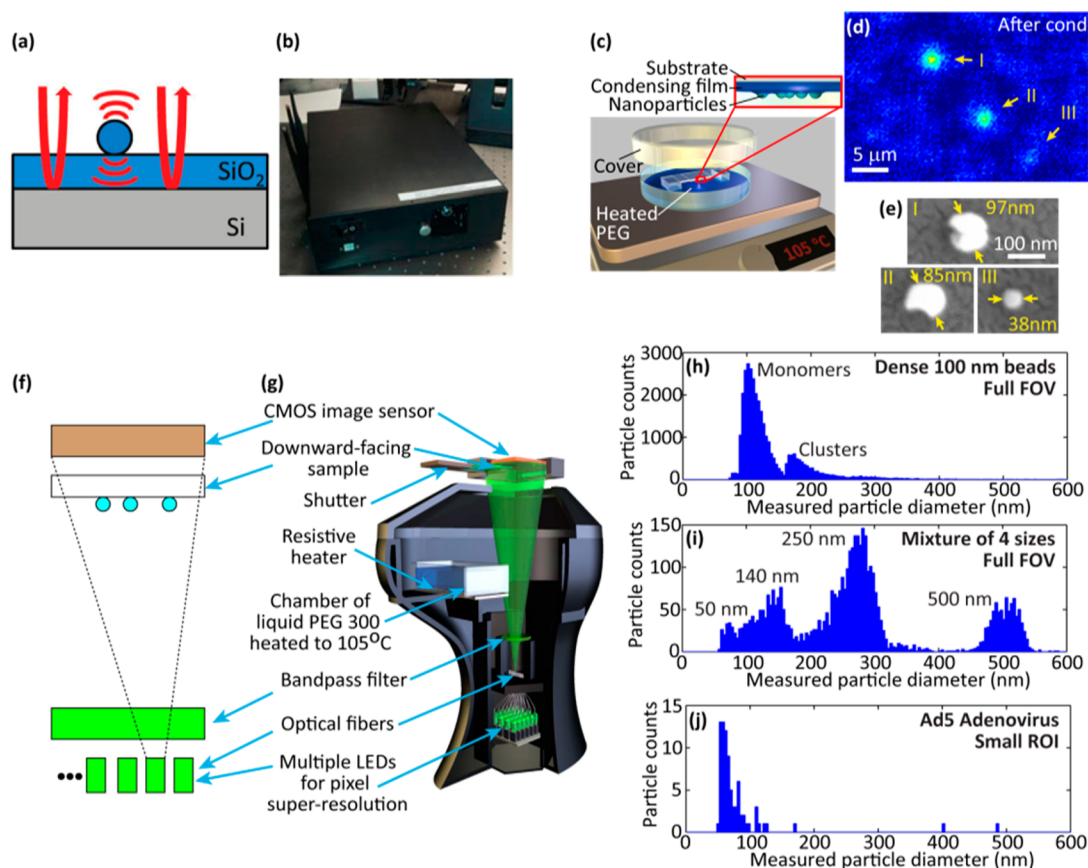 (a)
SiO2
Si
(b)
(c)
Substrate
Condensing film
Nanoparticles
Cover
Heated
PEG
105 °C
(d)
After cond
I
II
III
5 μm
(e)
I
97nm
100 nm
II
85nm
III
38nm
(f)
(g)
CMOS image sensor
Downward-facing
sample
Shutter
Resistive
heater
Chamber of
liquid PEG 300
heated to 105°C
Bandpass filter
Optical fibers
Multiple LEDs
for pixel
super-resolution
(h)
Dense 100 nm beads
Full FOV
Monomers
Clusters
Particle counts
3000
2000
1000
0
0 100 200 300 400 500 600
Measured particle diameter (nm)
(i)
Mixture of 4 sizes
Full FOV
50 nm
140 nm
250 nm
500 nm
Particle counts
150
100
50
0
0 100 200 300 400 500 600
Measured particle diameter (nm)
(j)
Ad5 Adenovirus
Small ROI
Particle counts
15
10
5
0
0 100 200 300 400 500 600
Measured particle diameter (nm)